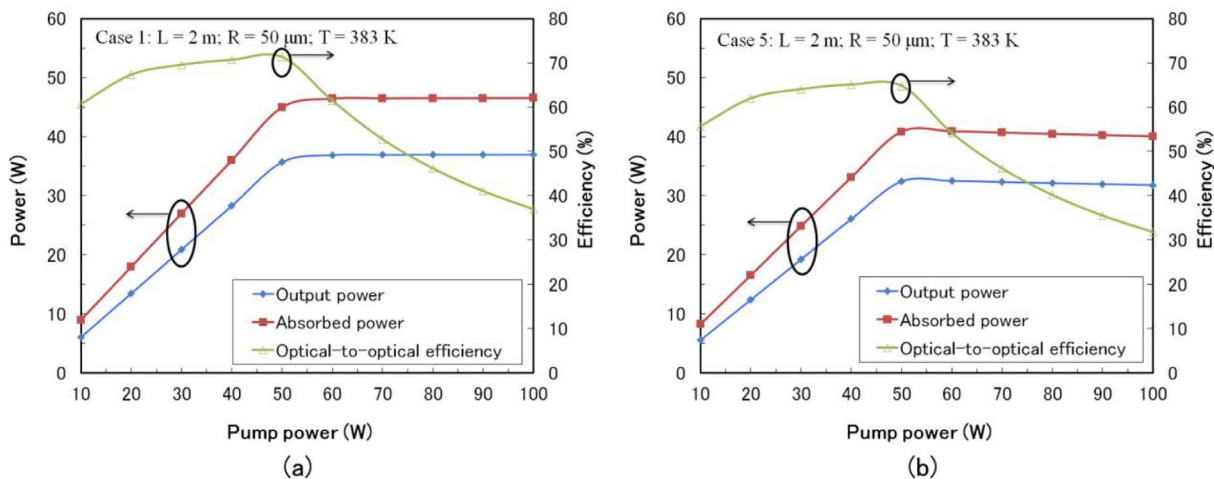 Case 1: L = 2 m; R = 50 μm; T = 383 K
60
50
40
30
20
10
0
Power (W)
80
70
60
50
40
30
20
10
0
Efficiency (%)
Output power
Absorbed power
Optical-to-optical efficiency
10 20 30 40 50 60 70 80 90 100
Pump power (W)
(a)
Case 5: L = 2 m; R = 50 μm; T = 383 K
60
50
40
30
20
10
0
Power (W)
80
70
60
50
40
30
20
10
0
Efficiency (%)
Output power
Absorbed power
Optical-to-optical efficiency
10 20 30 40 50 60 70 80 90 100
Pump power (W)
(b)